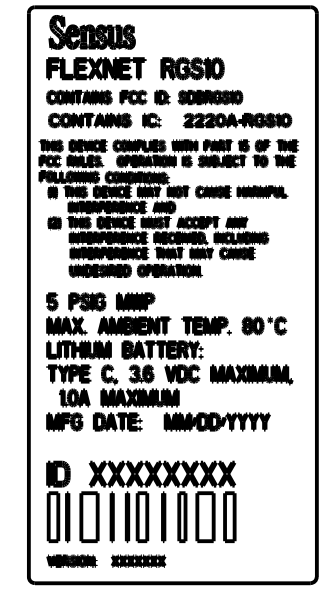 Sensus
FLEXNET RGS10
CONTAINS FCC ID: SDBRGS10
CONTAINS IC: 2220A-RGS10
THIS DEVICE COMPLIES WITH PART 15 OF THE
FCC RULES. OPERATION IS SUBJECT TO THE
FOLLOWING CONDITIONS:
(1) THIS DEVICE MAY NOT CAUSE HARMFUL
INTERFERENCE AND
(2) THIS DEVICE MUST ACCEPT ANY
INTERFERENCE RECEIVED, INCLUDING
INTERFERENCE THAT MAY CAUSE
UNDESIRED OPERATION.
5 PSIG MWP
MAX. AMBIENT TEMP. 80°C
LITHIUM BATTERY:
TYPE C, 3.6 VDC MAXIMUM,
1.0A MAXIMUM
MFG DATE: MM/DD/YYYY
ID XXXXXXXX
VERSION: XXXXXXX